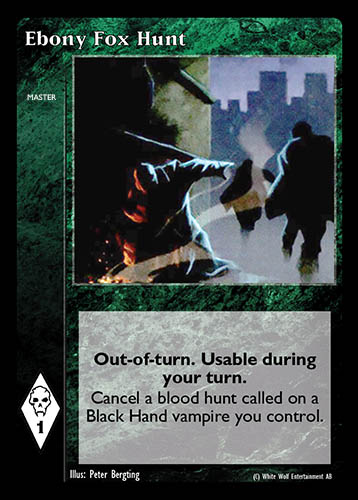 Ebony Fox Hunt
MASTER
Out-of-turn. Usable during
your turn.
Cancel a blood hunt called on a
Black Hand vampire you control.
1
Illus: Peter Bergting
(C) White Wolf Entertainment AB